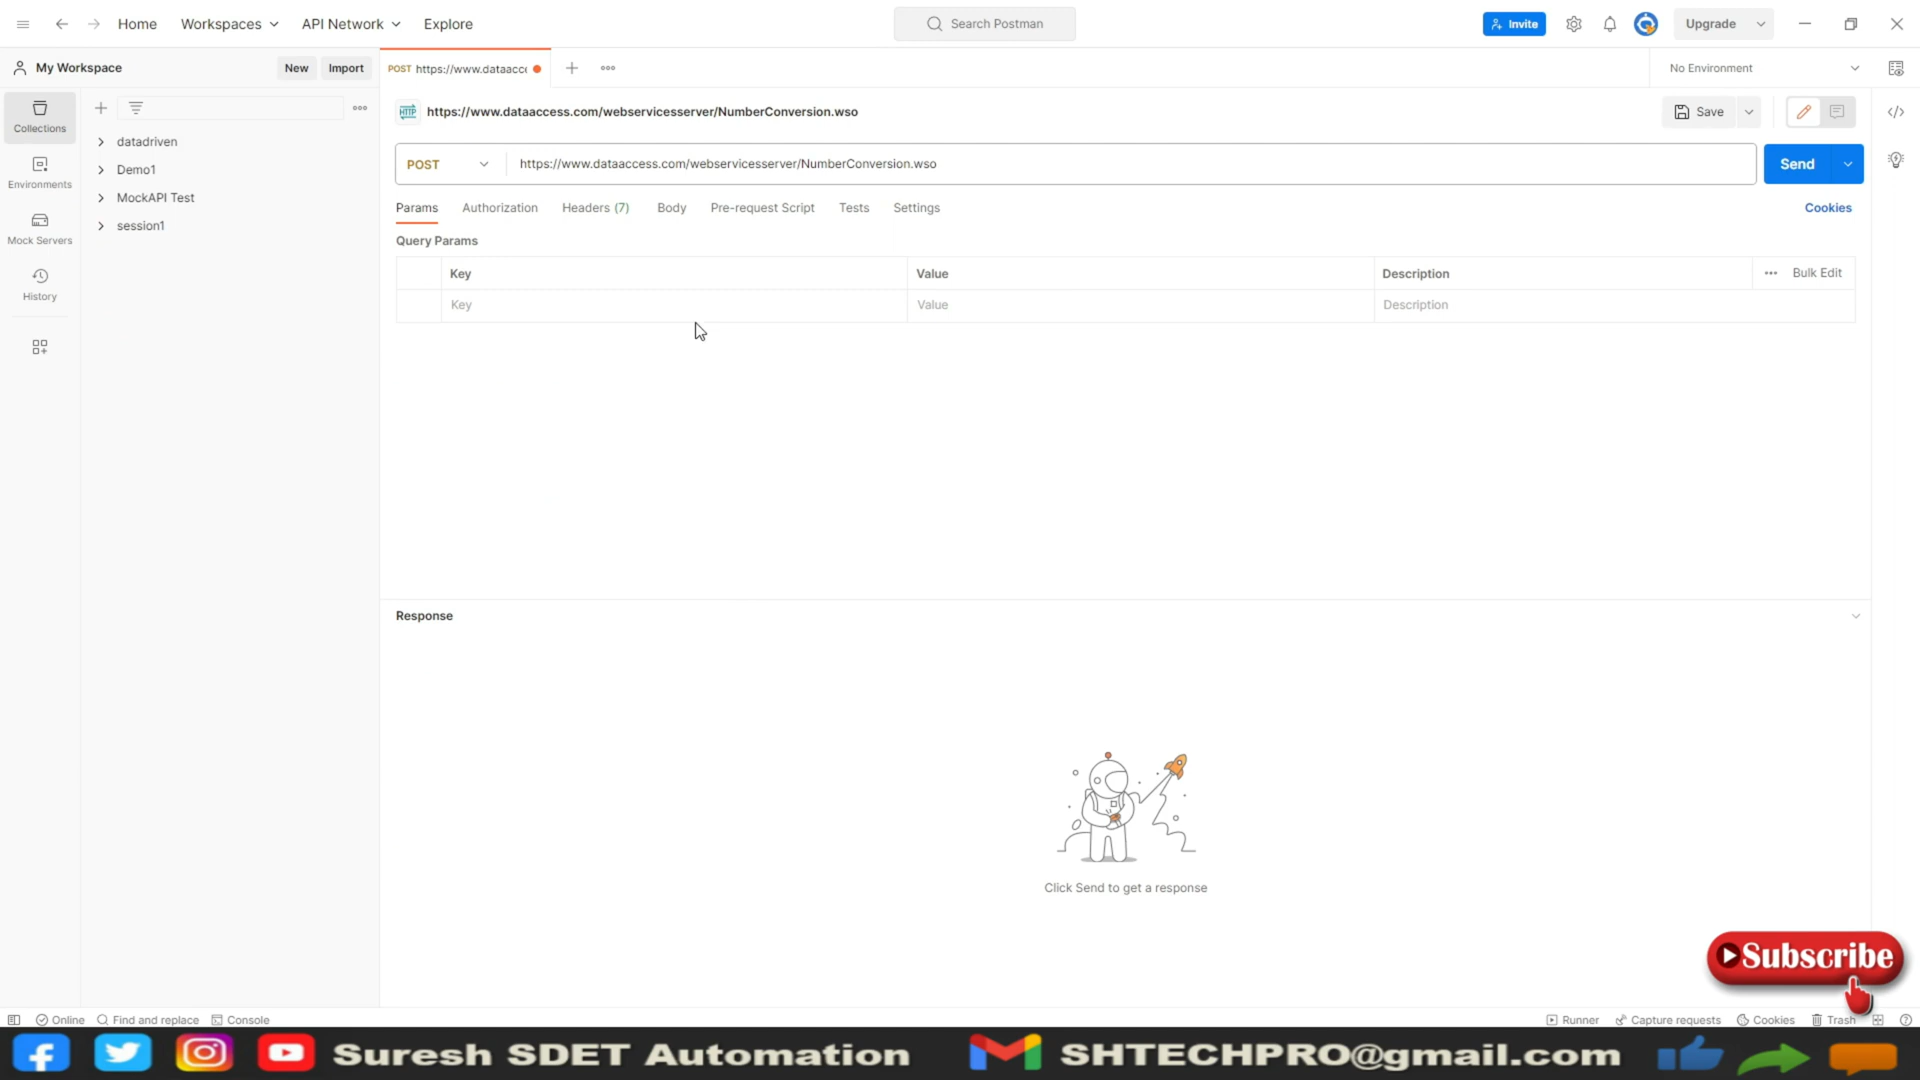 Home Workspaces API Network Explore Search Postman Invite Upgrade
My Workspace New Import POST https://www.dataacce No Environment
Collections
Environments
Mock Servers
History
datadriven
Demo1
MockAPI Test
session1
HTTP https://www.dataaccess.com/webservicesserver/NumberConversion.wso Save
POST https://www.dataaccess.com/webservicesserver/NumberConversion.wso Send
Params Authorization Headers (7) Body Pre-request Script Tests Settings Cookies
Query Params
Key Value Description Bulk Edit
Key Value Description
Response
Click Send to get a response
Subscribe
Online Find and replace Console Runner Capture requests Cookies Trash
Suresh SDET Automation SHTECHPRO@gmail.com